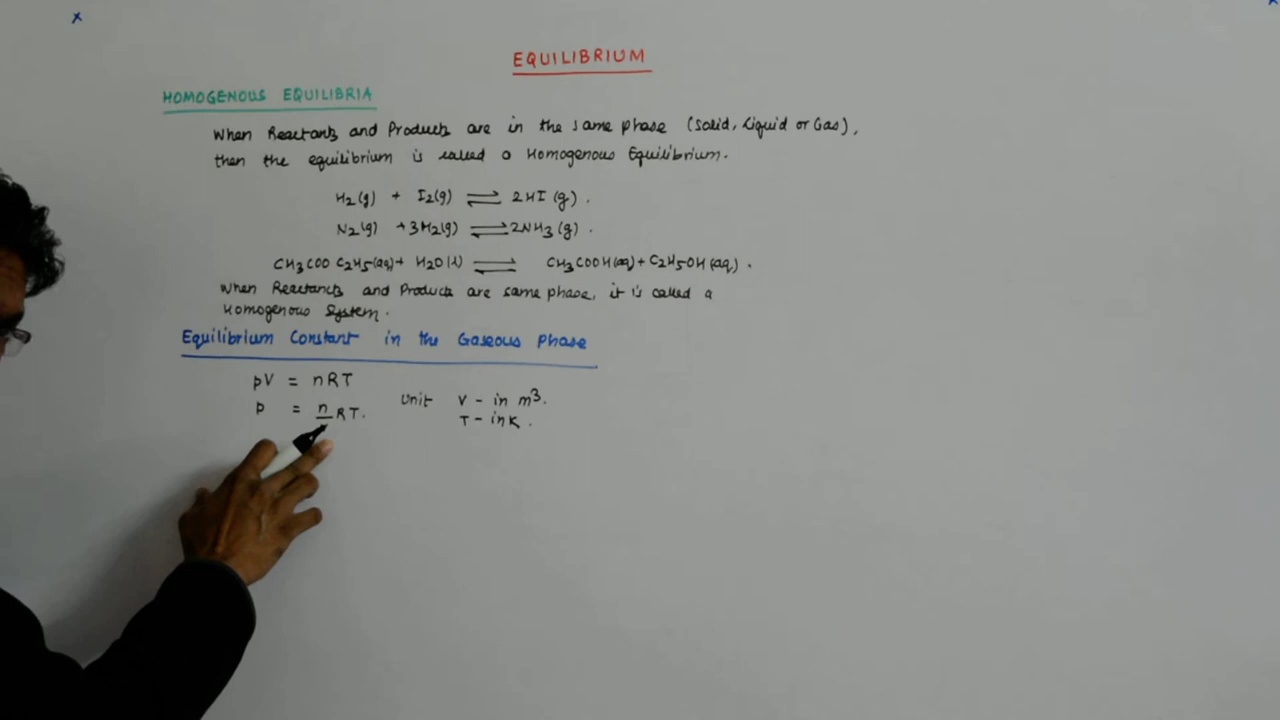 EQUILIBRIUM
HOMOGENOUS EQUILIBRIA
When Reactants and Products are in the same phase (Solid, Liquid or Gas),
then the equilibrium is called a Homogenous Equilibrium.
H2(g) + I2(g) ⇌ 2HI (g).
N2(g) + 3H2(g) ⇌ 2NH3(g).
CH3COO C2H5(aq) + H2O(l) ⇌ CH3COOH(aq) + C2H5OH(aq).
When Reactants and Products are same phase, it is called a
Homogenous System.
Equilibrium Constant in the Gaseous Phase
pV = nRT
p = n/ RT.
Unit V - in m³.
T - in K.